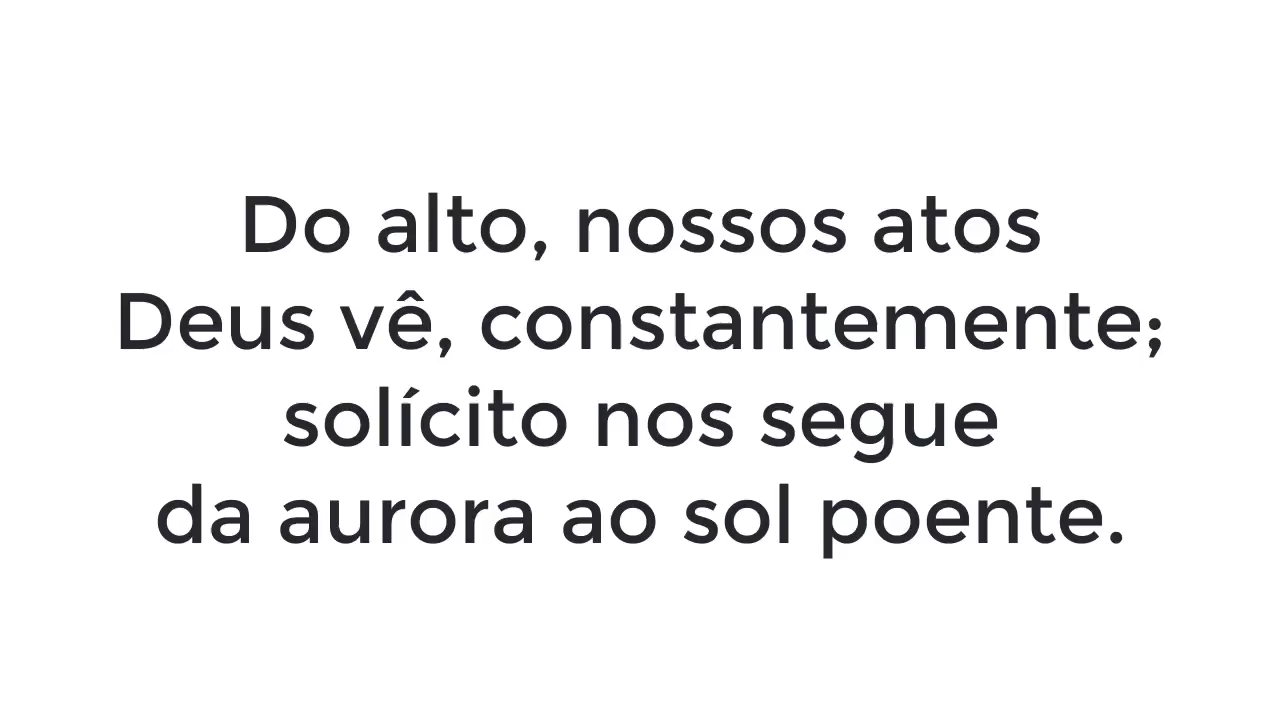 Do alto, nossos atos
Deus vê, constantemente;
solícito nos segue
da aurora ao sol poente.